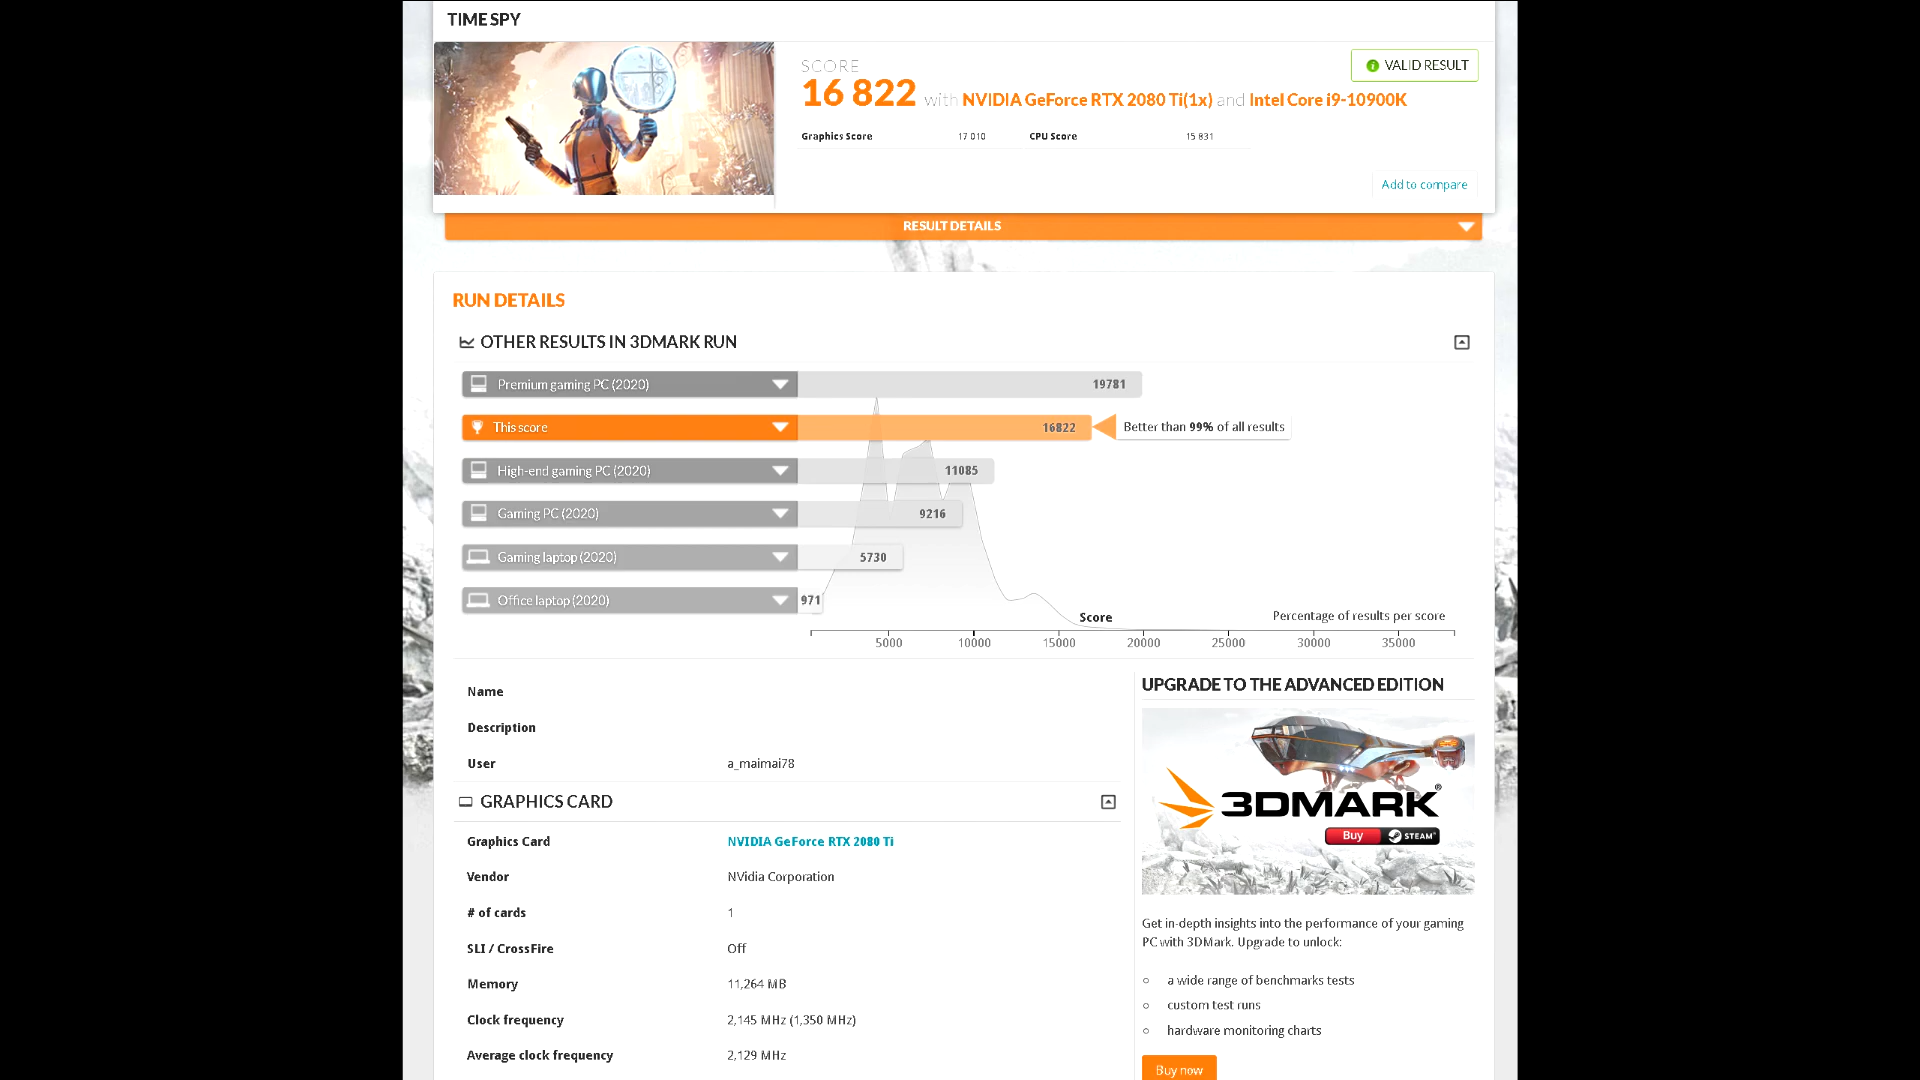 TIME SPY
SCORE
16 822 with NVIDIA GeForce RTX 2080 Ti(1x) and Intel Core i9-10900K
VALID RESULT
Graphics Score 17 010 CPU Score 15 831
Add to compare
RESULT DETAILS
RUN DETAILS
OTHER RESULTS IN 3DMARK RUN
Premium gaming PC (2020) 19781
This score 16822 Better than 99% of all results
High-end gaming PC (2020) 11085
Gaming PC (2020) 9216
Gaming laptop (2020) 5730
Office laptop (2020) 971
Score Percentage of results per score
5000 10000 15000 20000 25000 30000 35000
Name
Description
User a_maimai78
GRAPHICS CARD
Graphics Card NVIDIA GeForce RTX 2080 Ti
Vendor NVidia Corporation
# of cards 1
SLI / CrossFire Off
Memory 11,264 MB
Clock frequency 2,145 MHz (1,350 MHz)
Average clock frequency 2,129 MHz
UPGRADE TO THE ADVANCED EDITION
3DMARK®
Buy STEAM
Get in-depth insights into the performance of your gaming
PC with 3DMark. Upgrade to unlock:
a wide range of benchmarks tests
custom test runs
hardware monitoring charts
Buy now